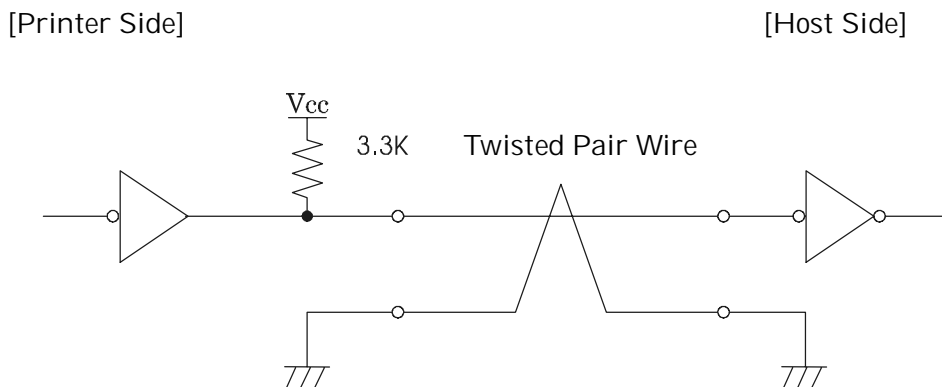 [Printer Side]
[Host Side]
Vcc
3.3K
Twisted Pair Wire